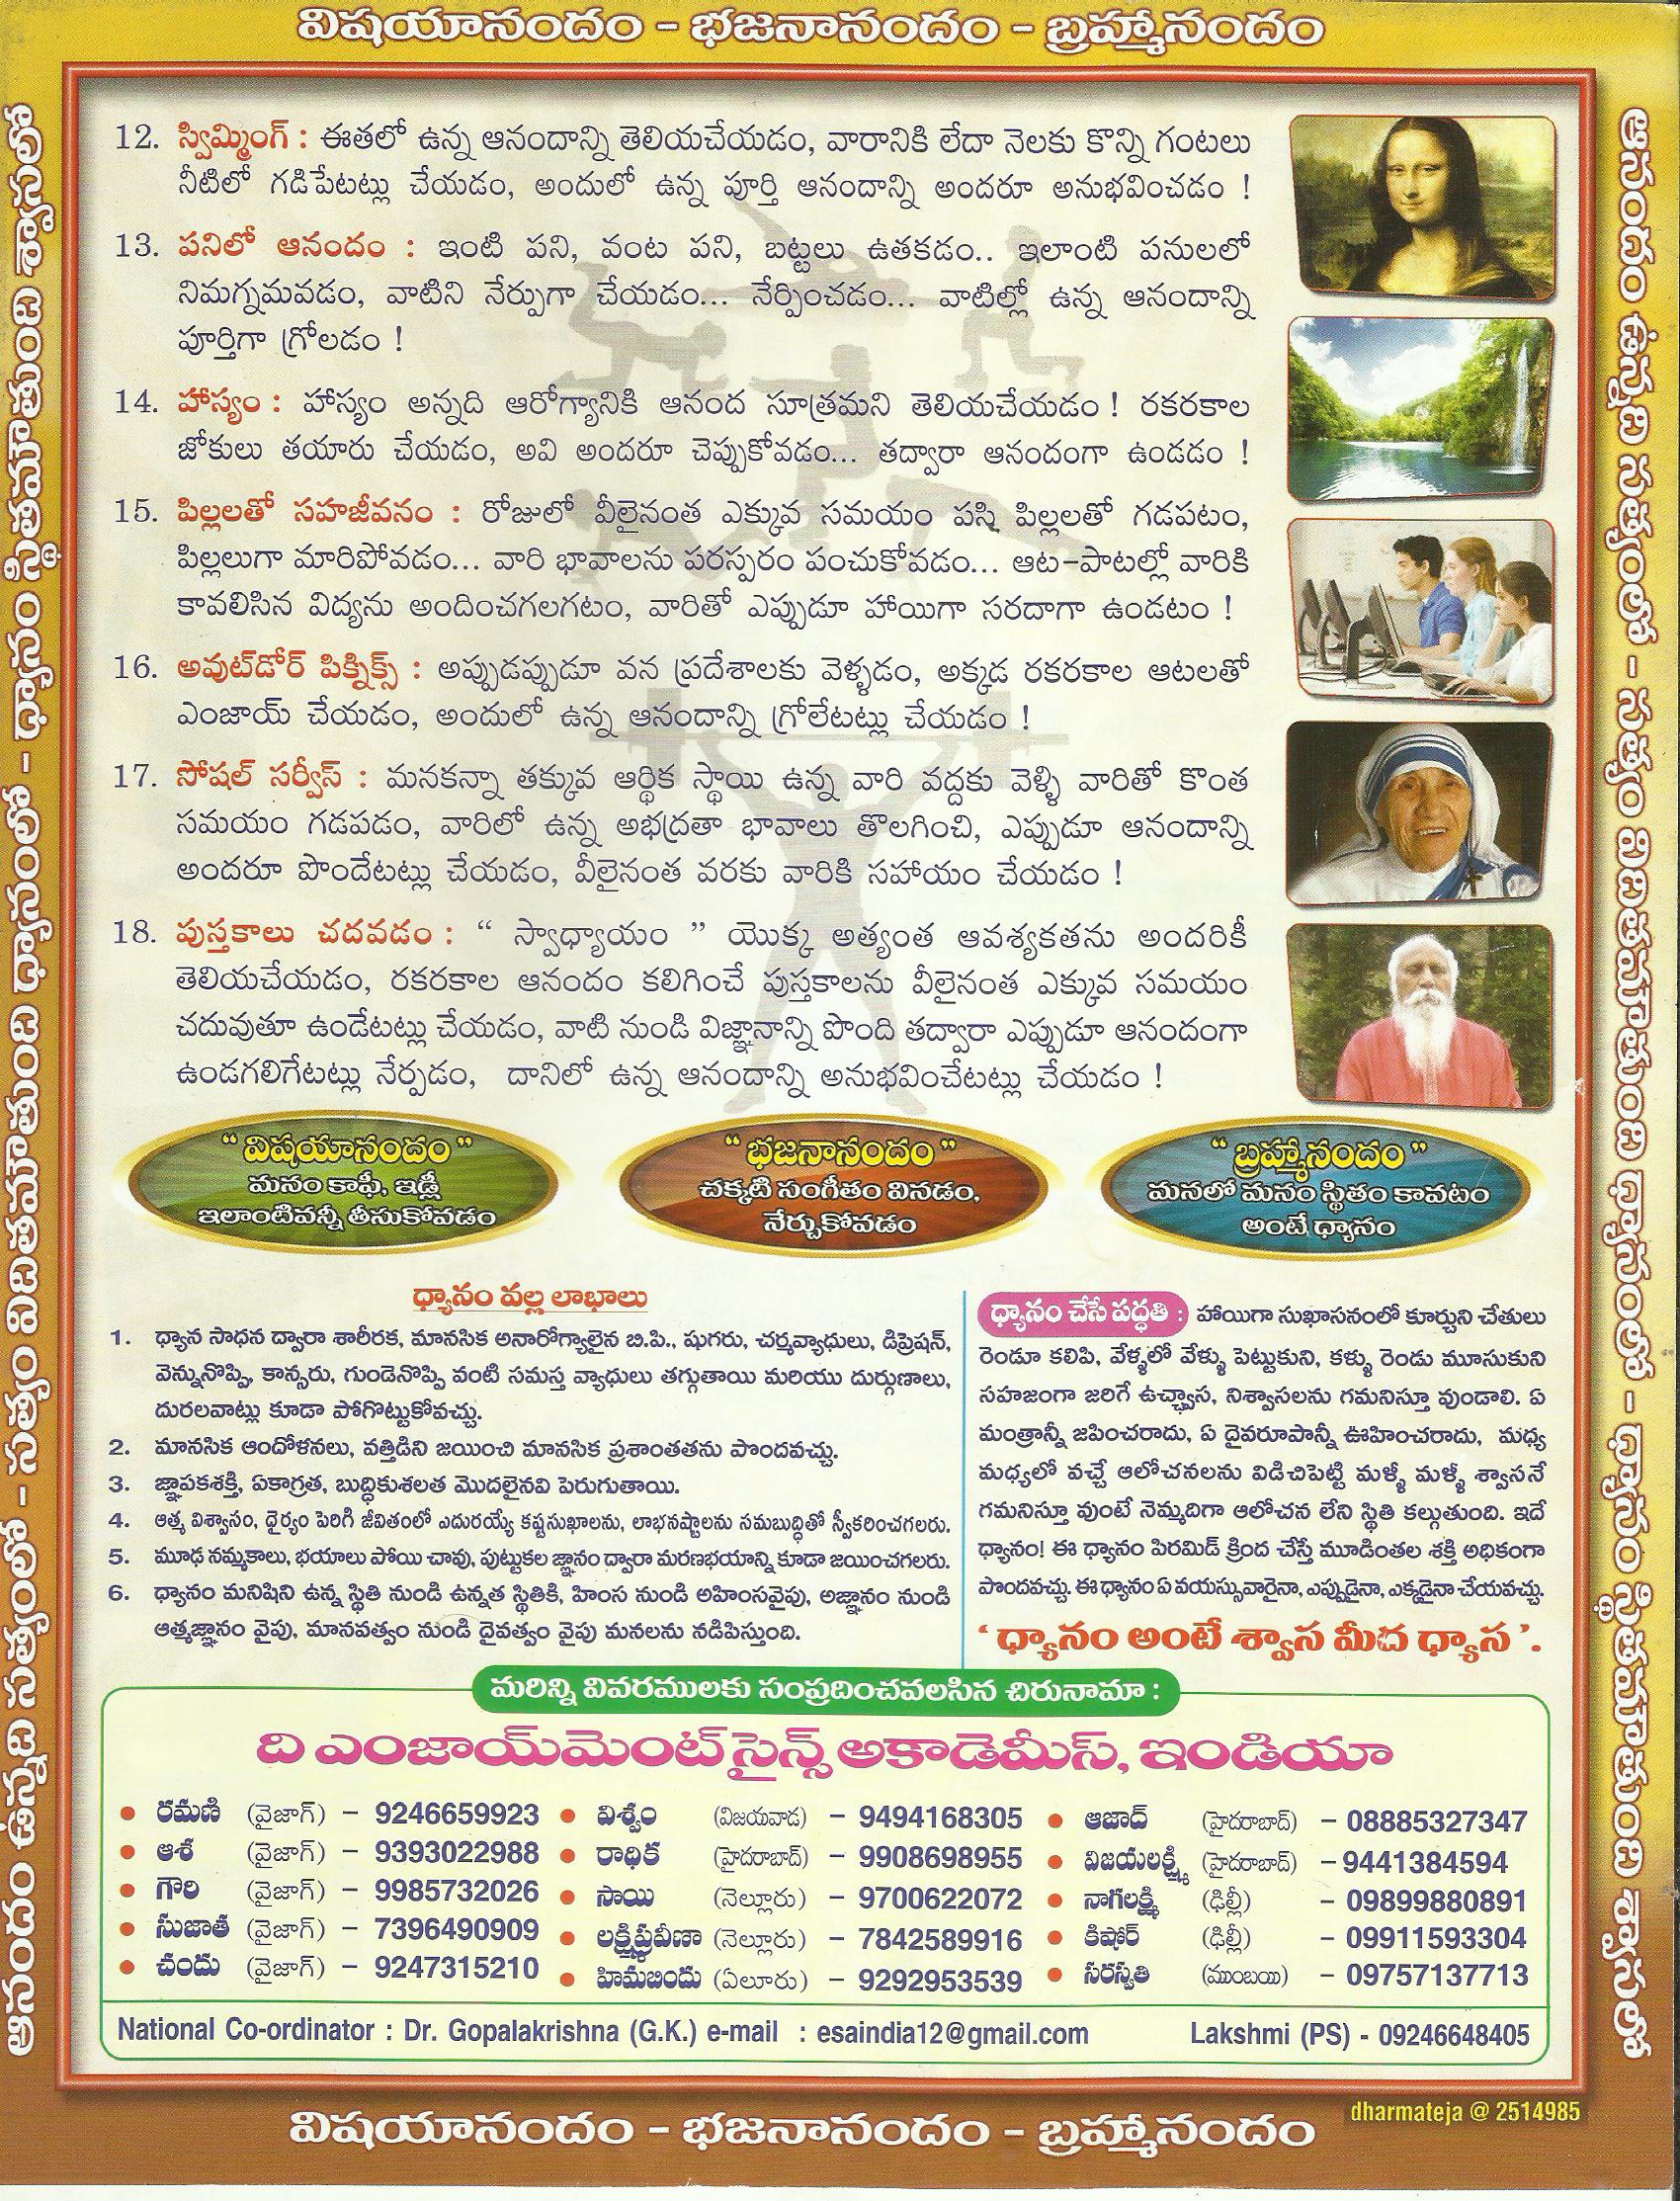 విషయానందం - భజనానందం - బ్రహ్మానందం
ఆనందం ఉన్నది సత్యంలో - సత్యం విదితమౌతుంది ధ్యానంలో - ధ్యానం స్థితమౌతుంది శ్వాసలో
12. స్విమ్మింగ్ : ఈతలో ఉన్న ఆనందాన్ని తెలియచేయడం, వారానికి లేదా నెలకు కొన్ని గంటలు
నీటిలో గడిపేటట్లు చేయడం, అందులో ఉన్న పూర్తి ఆనందాన్ని అందరూ అనుభవించడం !
13. పనిలో ఆనందం : ఇంటి పని, వంట పని, బట్టలు ఉతకడం.. ఇలాంటి పనులలో
నిమగ్నమవడం, వాటిని నేర్పుగా చేయడం... నేర్పించడం... వాటిల్లో ఉన్న ఆనందాన్ని
పూర్తిగా గ్రోలడం !
14. హాస్యం : హాస్యం అన్నది ఆరోగ్యానికి ఆనంద సూత్రమని తెలియచేయడం ! రకరకాల
జోకులు తయారు చేయడం, అవి అందరూ చెప్పుకోవడం... తద్వారా ఆనందంగా ఉండడం !
15. పిల్లలతో సహజీవనం : రోజులో వీలైనంత ఎక్కువ సమయం పసి పిల్లలతో గడపటం,
పిల్లలుగా మారిపోవడం... వారి భావాలను పరస్పరం పంచుకోవడం... ఆట-పాటల్లో వారికి
కావలిసిన విద్యను అందించగలగటం, వారితో ఎప్పుడూ హాయిగా సరదాగా ఉండటం !
16. అవుట్‌డోర్ పిక్నిక్స్ : అప్పుడప్పుడూ వన ప్రదేశాలకు వెళ్ళడం, అక్కడ రకరకాల ఆటలతో
ఎంజాయ్ చేయడం, అందులో ఉన్న ఆనందాన్ని గ్రోలేటట్లు చేయడం !
17. సోషల్ సర్వీస్ : మనకన్నా తక్కువ ఆర్థిక స్థాయి ఉన్న వారి వద్దకు వెళ్ళి వారితో కొంత
సమయం గడపడం, వారిలో ఉన్న అభద్రతా భావాలు తొలగించి, ఎప్పుడూ ఆనందాన్ని
అందరూ పొందేటట్లు చేయడం, వీలైనంత వరకు వారికి సహాయం చేయడం !
18. పుస్తకాలు చదవడం : “ స్వాధ్యాయం ” యొక్క అత్యంత ఆవశ్యకతను అందరికీ
తెలియచేయడం, రకరకాల ఆనందం కలిగించే పుస్తకాలను వీలైనంత ఎక్కువ సమయం
చదువుతూ ఉండేటట్లు చేయడం, వాటి నుండి విజ్ఞానాన్ని పొంది తద్వారా ఎప్పుడూ ఆనందంగా
ఉండగలిగేటట్లు నేర్పడం, దానిలో ఉన్న ఆనందాన్ని అనుభవించేటట్లు చేయడం !
“ విషయానందం ”
మనం కాఫీ, ఇడ్లీ
ఇలాంటివన్నీ తీసుకోవడం
“ భజనానందం ”
చక్కటి సంగీతం వినడం,
నేర్చుకోవడం
“ బ్రహ్మానందం ”
మనలో మనం స్థితం కావటం
అంటే ధ్యానం
ధ్యానం వల్ల లాభాలు
1. ధ్యాన సాధన ద్వారా శారీరక, మానసిక అనారోగ్యాలైన బి.పి., షుగరు, చర్మవ్యాధులు, డిప్రెషన్,
వెన్నునొప్పి, కాన్సరు, గుండెనొప్పి వంటి సమస్త వ్యాధులు తగ్గుతాయి మరియు దుర్గుణాలు,
దురలవాట్లు కూడా పోగొట్టుకోవచ్చు.
2. మానసిక ఆందోళనలు, వత్తిడిని జయించి మానసిక ప్రశాంతతను పొందవచ్చు.
3. జ్ఞాపకశక్తి, ఏకాగ్రత, బుద్ధికుశలత మొదలైనవి పెరుగుతాయి.
4. ఆత్మ విశ్వాసం, ధైర్యం పెరిగి జీవితంలో ఎదురయ్యే కష్టసుఖాలను, లాభనష్టాలను సమబుద్ధితో స్వీకరించగలరు.
5. మూఢ నమ్మకాలు, భయాలు పోయి చావు, పుట్టుకల జ్ఞానం ద్వారా మరణభయాన్ని కూడా జయించగలరు.
6. ధ్యానం మనిషిని ఉన్న స్థితి నుండి ఉన్నత స్థితికి, హింస నుండి అహింసవైపు, అజ్ఞానం నుండి
ఆత్మజ్ఞానం వైపు, మానవత్వం నుండి దైవత్వం వైపు మనలను నడిపిస్తుంది.
ధ్యానం చేసే పద్ధతి : హాయిగా సుఖాసనంలో కూర్చుని చేతులు
రెండూ కలిపి, వేళ్ళలో వేళ్ళు పెట్టుకుని, కళ్ళు రెండు మూసుకుని
సహజంగా జరిగే ఉచ్ఛ్వాస, నిశ్వాసలను గమనిస్తూ వుండాలి. ఏ
మంత్రాన్నీ జపించరాదు, ఏ దైవరూపాన్నీ ఊహించరాదు, మధ్య
మధ్యలో వచ్చే ఆలోచనలను విడిచిపెట్టి మళ్ళీ మళ్ళీ శ్వాసనే
గమనిస్తూ వుంటే నెమ్మదిగా ఆలోచన లేని స్థితి కల్గుతుంది. ఇదే
ధ్యానం! ఈ ధ్యానం పిరమిడ్ క్రింద చేస్తే మూడింతల శక్తి అధికంగా
పొందవచ్చు. ఈ ధ్యానం ఏ వయస్సువారైనా, ఎప్పుడైనా, ఎక్కడైనా చేయవచ్చు.
‘ ధ్యానం అంటే శ్వాస మీద ధ్యాస ’.
మరిన్ని వివరములకు సంప్రదించవలసిన చిరునామా :
ది ఎంజాయ్‌మెంట్ సైన్స్ అకాడెమీస్, ఇండియా
• రమణి (వైజాగ్) - 9246659923 • విశ్వం (విజయవాడ) - 9494168305 • ఆజాద్ (హైదరాబాద్) - 08885327347
• ఆశ (వైజాగ్) - 9393022988 • రాధిక (హైదరాబాద్) - 9908698955 • విజయలక్ష్మి (హైదరాబాద్) - 9441384594
• గౌరి (వైజాగ్) - 9985732026 • సాయి (నెల్లూరు) - 9700622072 • నాగలక్ష్మి (ఢిల్లీ) - 09899880891
• సుజాత (వైజాగ్) - 7396490909 • లక్ష్మిప్రవీణా (నెల్లూరు) - 7842589916 • కిషోర్ (ఢిల్లీ) - 09911593304
• చందు (వైజాగ్) - 9247315210 • హిమబిందు (ఏలూరు) - 9292953539 • సరస్వతి (ముంబయి) - 09757137713
National Co-ordinator : Dr. Gopalakrishna (G.K.) e-mail : esaindia12@gmail.com Lakshmi (PS) - 09246648405
ఆనందం ఉన్నది సత్యంలో - సత్యం విదితమౌతుంది ధ్యానంలో - ధ్యానం స్థితమౌతుంది శ్వాసలో
dharmateja @ 2514985
విషయానందం - భజనానందం - బ్రహ్మానందం